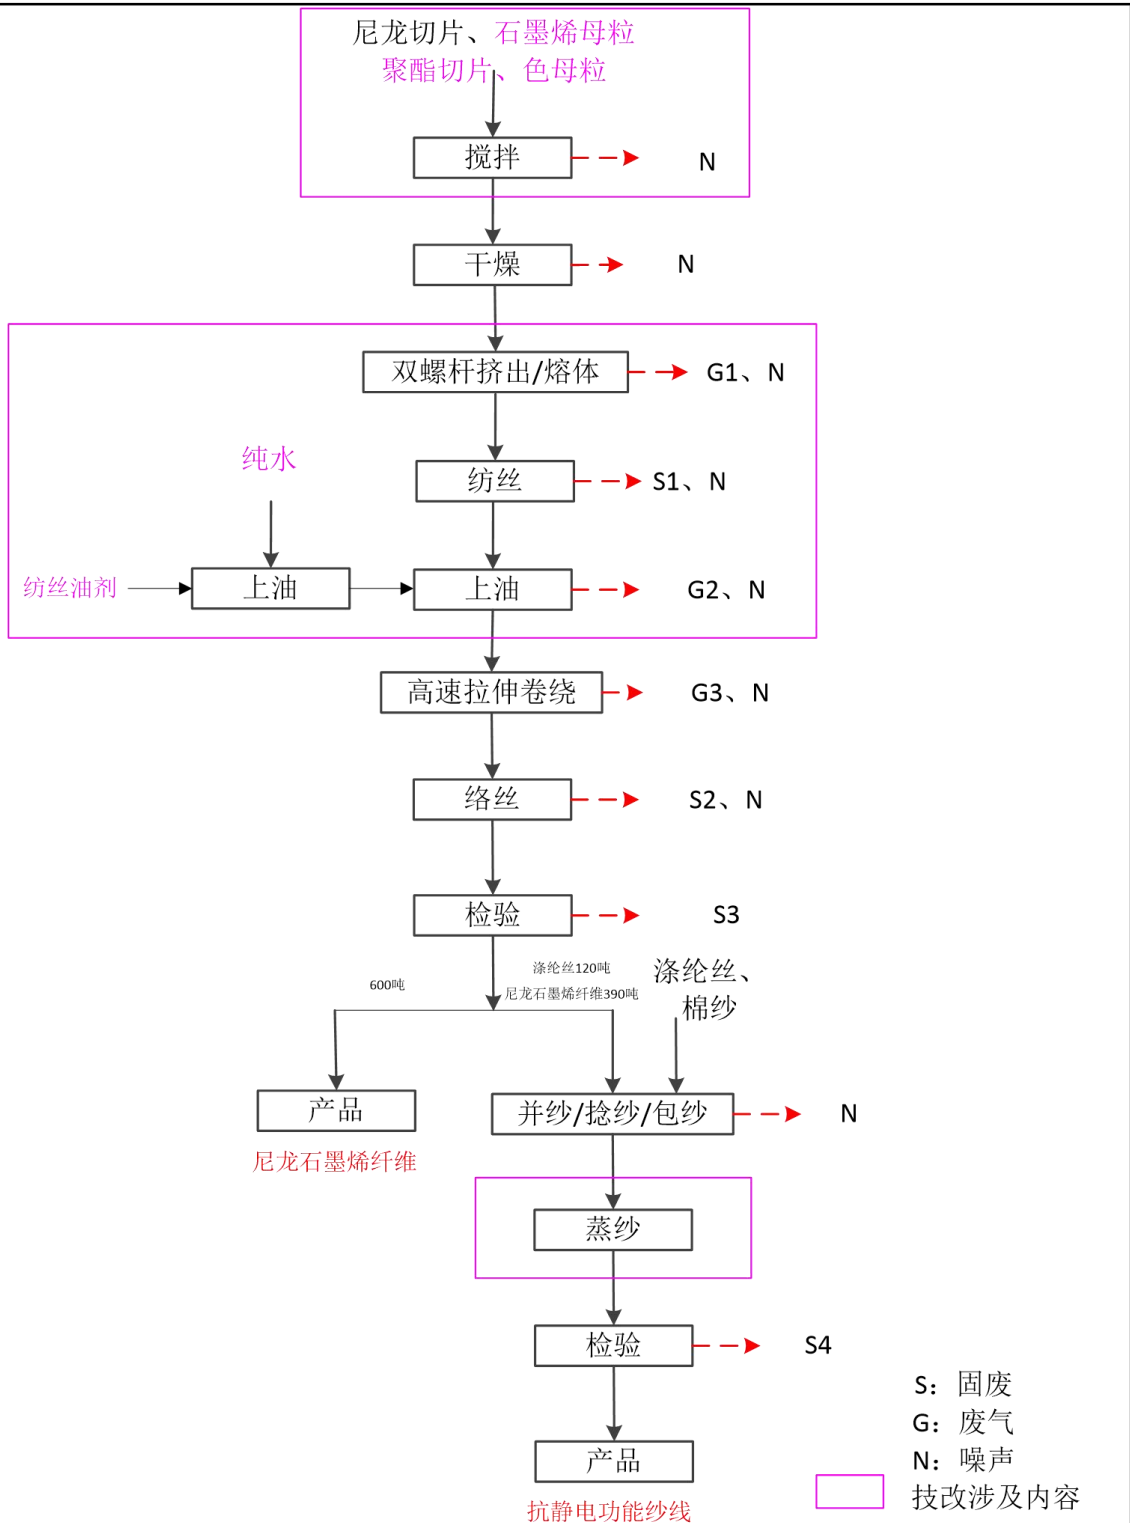 尼龙切片、石墨烯母粒
聚酯切片、色母粒
搅拌
N
干燥
N
双螺杆挤出/熔体
G1、N
纯水
纺丝
S1、N
纺丝油剂
上油
上油
G2、N
高速拉伸卷绕
G3、N
络丝
S2、N
检验
S3
600吨
涤纶丝120吨
尼龙石墨烯纤维390吨
涤纶丝、
棉纱
产品
尼龙石墨烯纤维
并纱/捻纱/包纱
N
蒸纱
检验
S4
产品
抗静电功能纱线
S：固废
G：废气
N：噪声
技改涉及内容